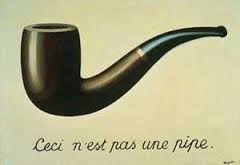 Ceci n'est pas une pipe.